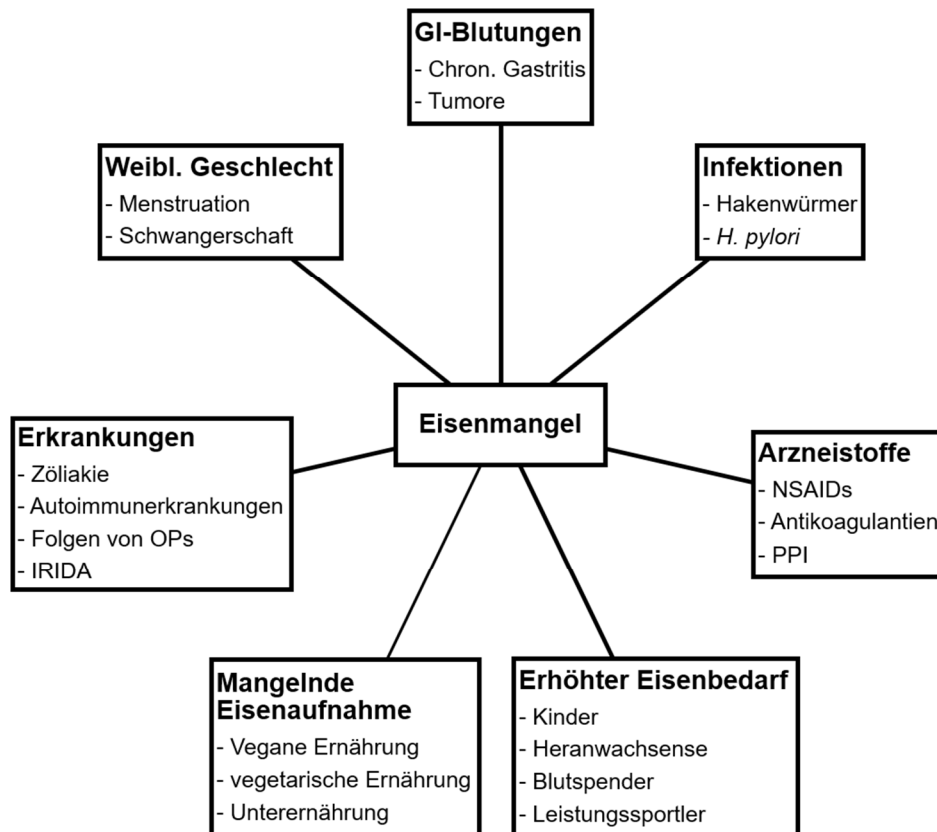 GI-Blutungen
- Chron. Gastritis
- Tumore
Weibl. Geschlecht
- Menstruation
- Schwangerschaft
Infektionen
- Hakenwürmer
- H. pylori
Eisenmangel
Erkrankungen
- Zöliakie
- Autoimmunerkrankungen
- Folgen von OPs
- IRIDA
Arzneistoffe
- NSAIDs
- Antikoagulantien
- PPI
Mangelnde
Eisenaufnahme
- Vegane Ernährung
- vegetarische Ernährung
- Unterernährung
Erhöhter Eisenbedarf
- Kinder
- Heranwachsense
- Blutspender
- Leistungssportler